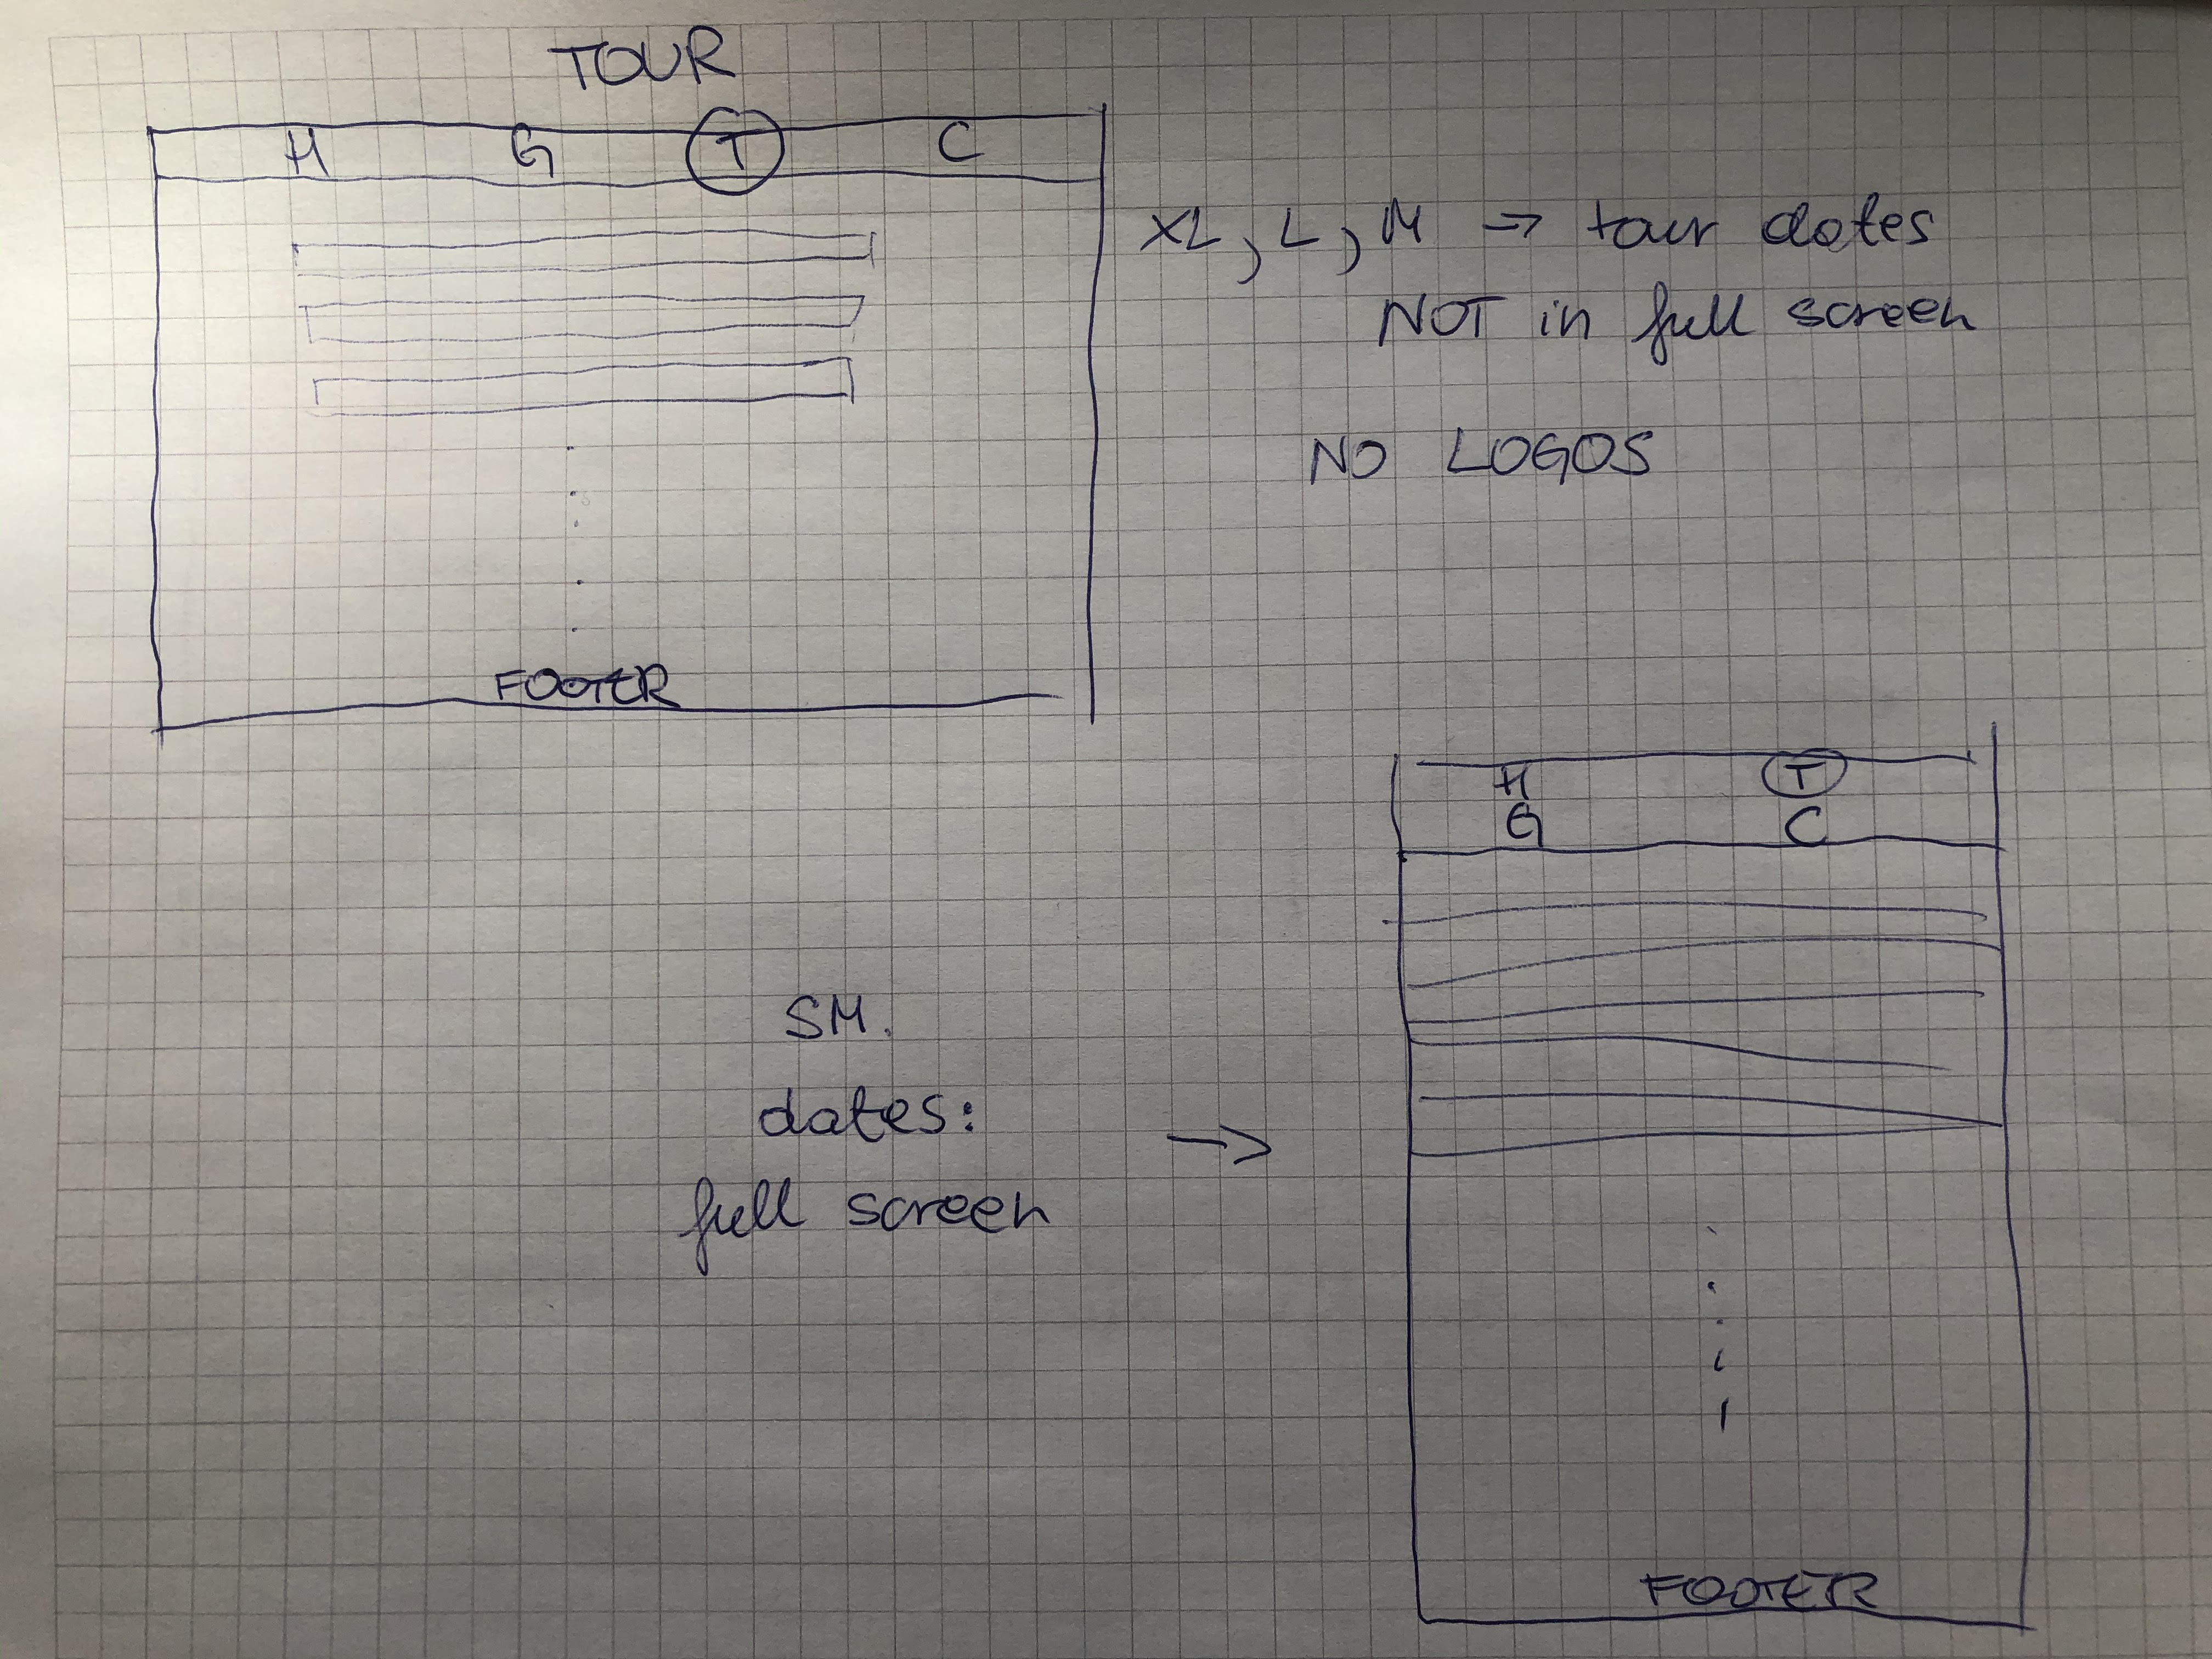 TOUR
H G T C
XL, L, M → tour dates
NOT in full screen
NO LOGOS
FOOTER
H T
G C
SM.
dates: →
full screen
FOOTER